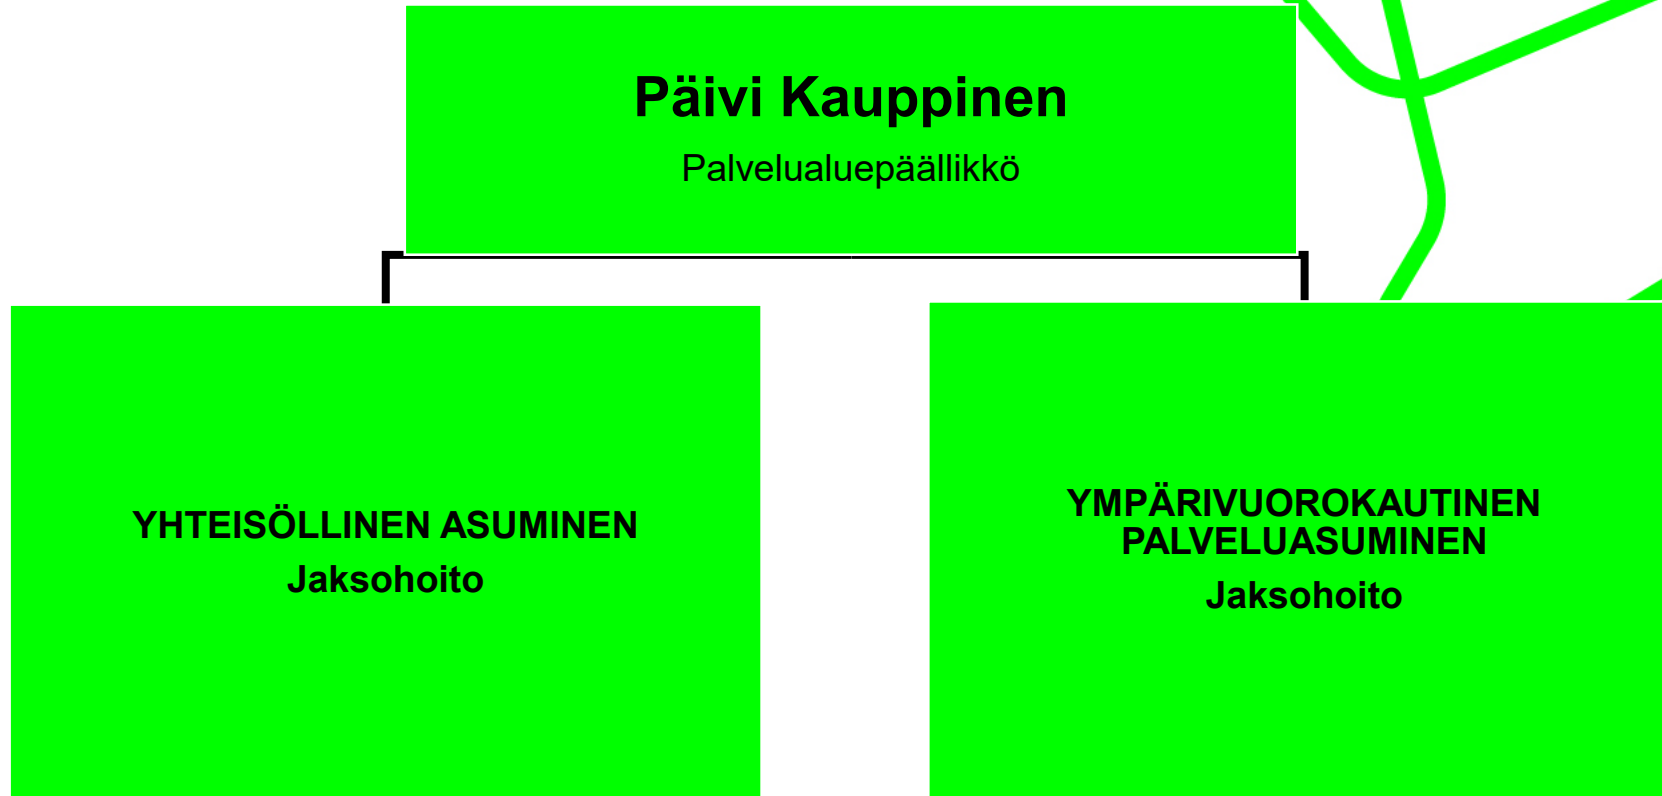 Päivi Kauppinen
Palvelualuepäällikkö
YHTEISÖLLINEN ASUMINEN
Jaksohoito
YMPÄRIVUOROKAUTINEN
PALVELUASUMINEN
Jaksohoito